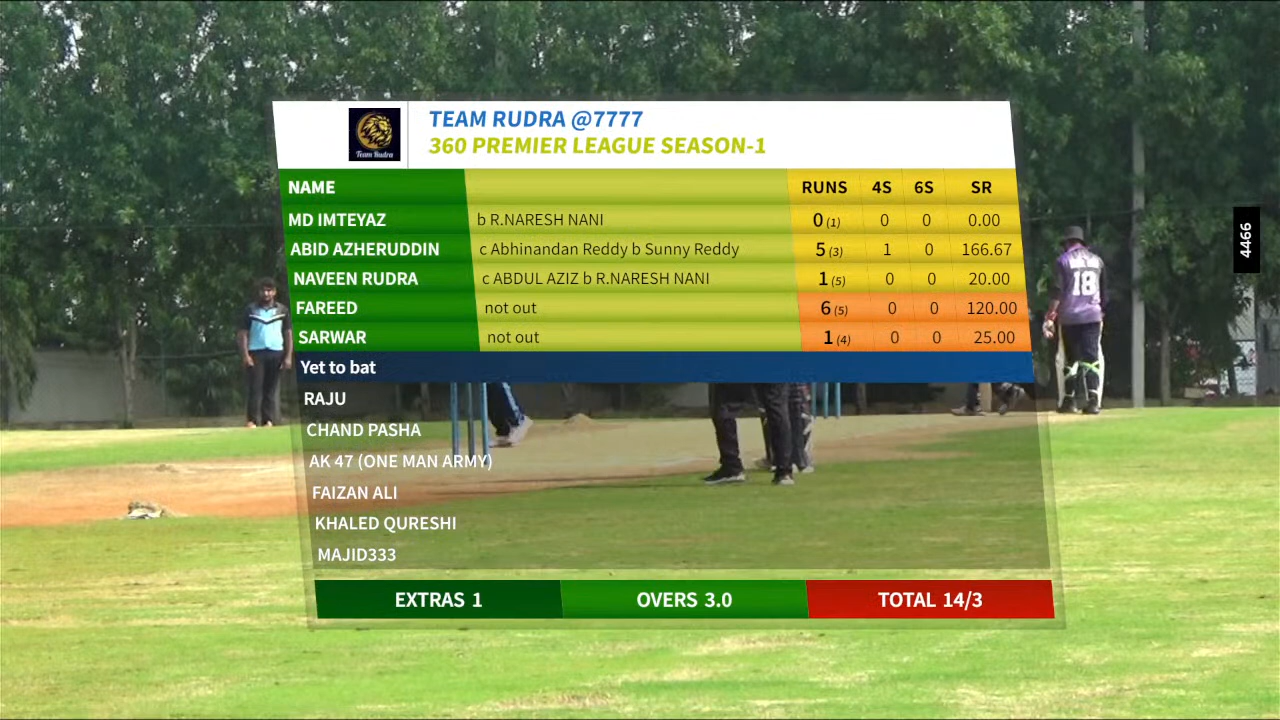 TEAM RUDRA @7777
Team Rudra
360 PREMIER LEAGUE SEASON-1
NAME RUNS 4S 6S SR
MD IMTEYAZ b R.NARESH NANI 0 (1) 0 0 0.00
ABID AZHERUDDIN c Abhinandan Reddy b Sunny Reddy 5 (3) 1 0 166.67
NAVEEN RUDRA c ABDUL AZIZ b R.NARESH NANI 1 (5) 0 0 20.00
FAREED not out 6 (5) 0 0 120.00
SARWAR not out 1 (4) 0 0 25.00
Yet to bat
RAJU
CHAND PASHA
AK 47 (ONE MAN ARMY)
FAIZAN ALI
KHALED QURESHI
MAJID333
EXTRAS 1 OVERS 3.0 TOTAL 14/3
4466
18